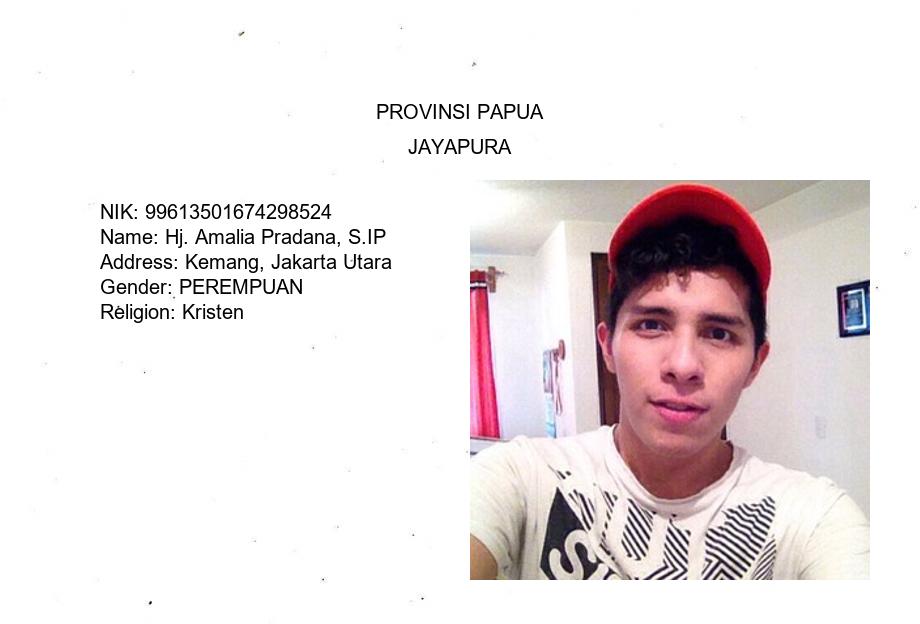 PROVINSI PAPUA
JAYAPURA
NIK: 99613501674298524
Name: Hj. Amalia Pradana, S.IP
Address: Kemang, Jakarta Utara
Gender: PEREMPUAN
Religion: Kristen